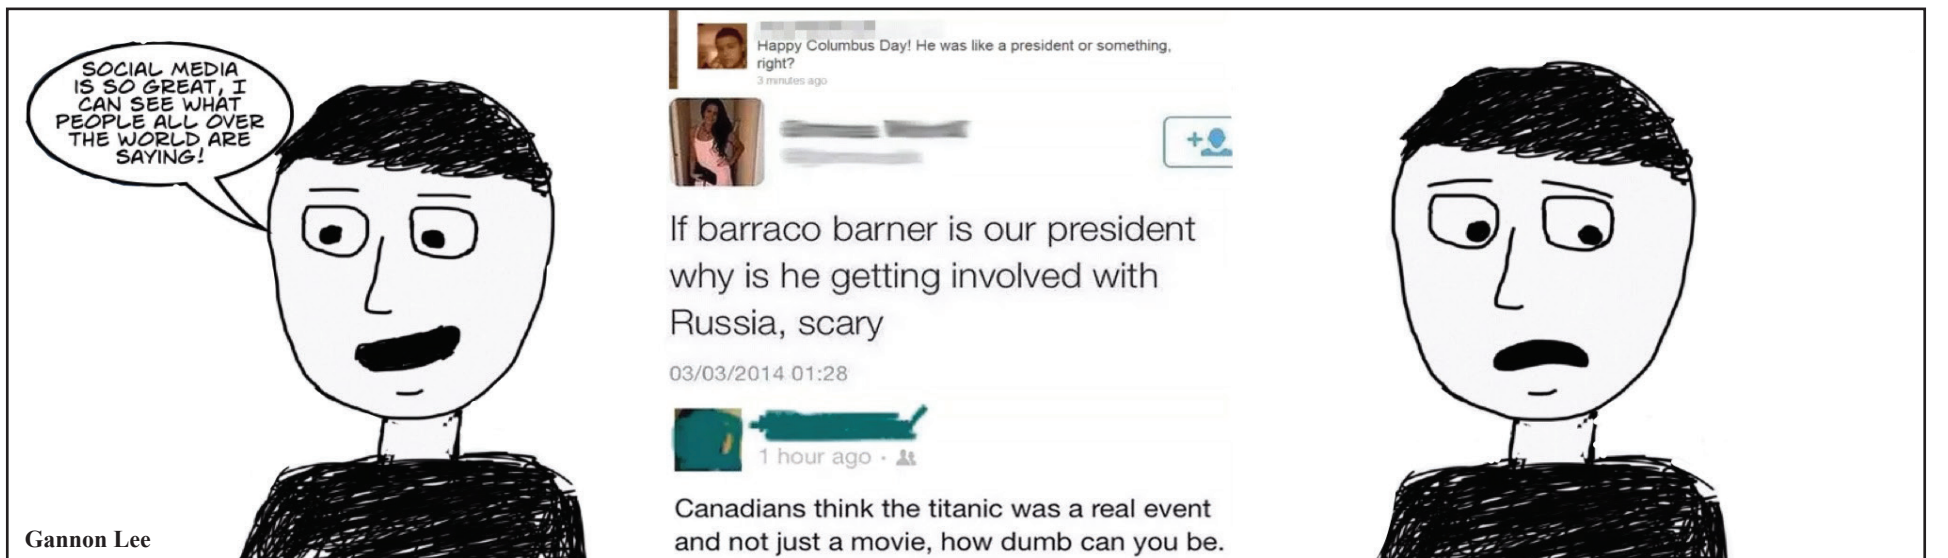 SOCIAL MEDIA
IS SO GREAT, I
CAN SEE WHAT
PEOPLE ALL OVER
THE WORLD ARE
SAYING!
Happy Columbus Day! He was like a president or something,
right?
3 minutes ago
If barraco barner is our president
why is he getting involved with
Russia, scary
03/03/2014 01:28
1 hour ago ·
Canadians think the titanic was a real event
and not just a movie, how dumb can you be.
Gannon Lee